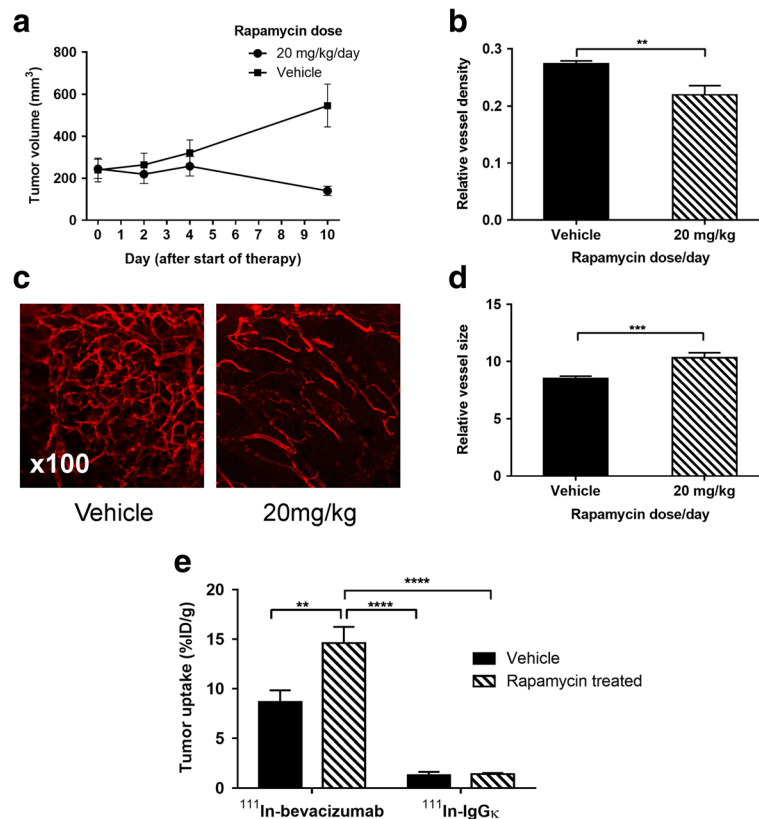 a
Rapamycin dose
20 mg/kg/day
Vehicle
Tumor volume (mm³)
800
600
400
200
0
0 1 2 3 4 5 6 7 8 9 10
Day (after start of therapy)
b
**
Relative vessel density
0.3
0.2
0.1
0.0
Vehicle 20 mg/kg
Rapamycin dose/day
c
x100
Vehicle 20mg/kg
d
***
Relative vessel size
15
10
5
0
Vehicle 20 mg/kg
Rapamycin dose/day
e
****
** ****
Tumor uptake (%ID/g)
20
15
10
5
0
Vehicle
Rapamycin treated
¹¹¹In-bevacizumab ¹¹¹In-IgGκ